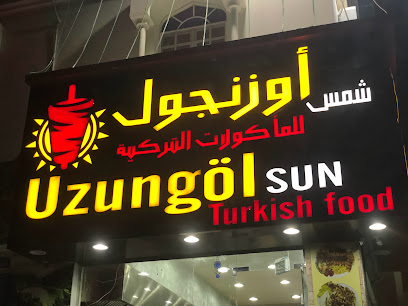 شمس أوزنجول
للمأكولات التركية
Uzungöl SUN
Turkish food